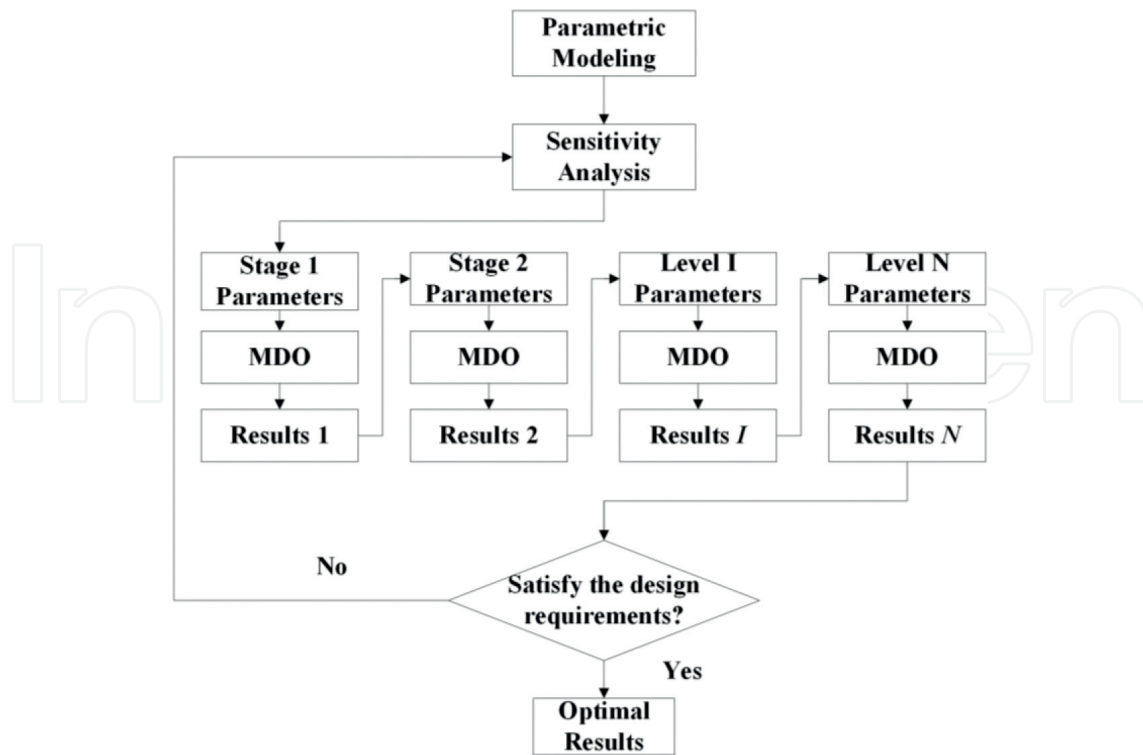 Parametric
Modeling
Sensitivity
Analysis
Stage 1
Parameters
Stage 2
Parameters
Level I
Parameters
Level N
Parameters
MDO
MDO
MDO
MDO
Results 1
Results 2
Results I
Results N
No
Satisfy the design
requirements?
Yes
Optimal
Results